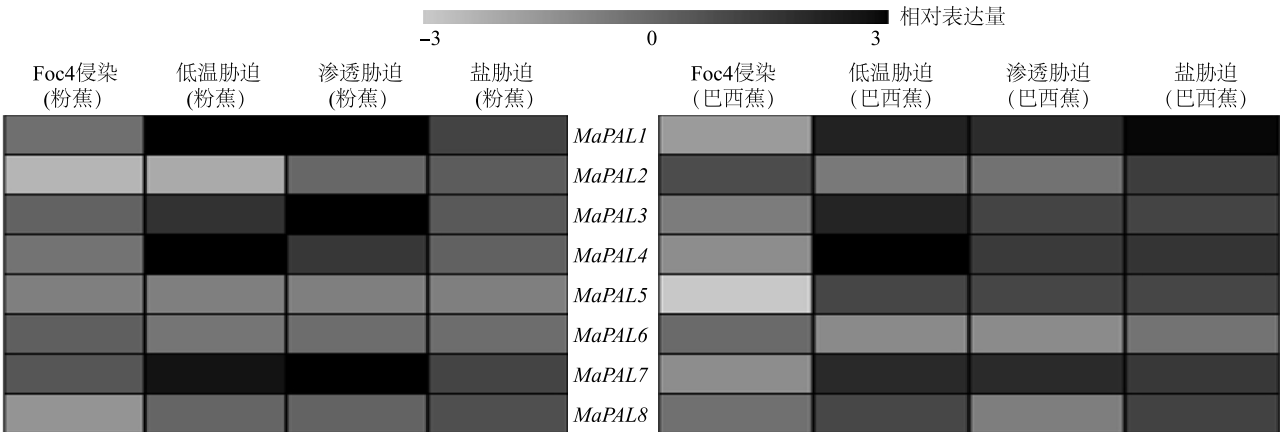 相对表达量
−3 0 3
Foc4侵染 低温胁迫 渗透胁迫 盐胁迫 Foc4侵染 低温胁迫 渗透胁迫 盐胁迫
(粉蕉) (粉蕉) (粉蕉) (粉蕉) (巴西蕉) (巴西蕉) (巴西蕉) (巴西蕉)
MaPAL1
MaPAL2
MaPAL3
MaPAL4
MaPAL5
MaPAL6
MaPAL7
MaPAL8